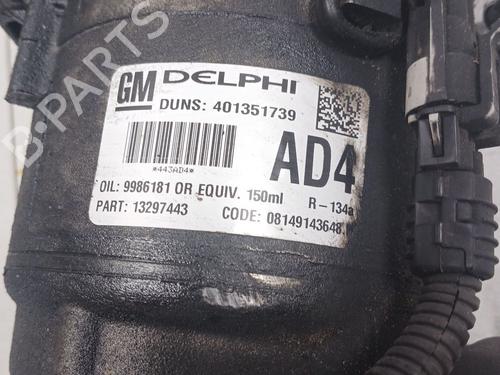 GM DELPHI
DUNS: 401351739
*443AD4*
AD4
OIL: 9986181 OR EQUIV. 150ml R-134a
PART: 13297443 CODE: 08149143648
B-PARTS